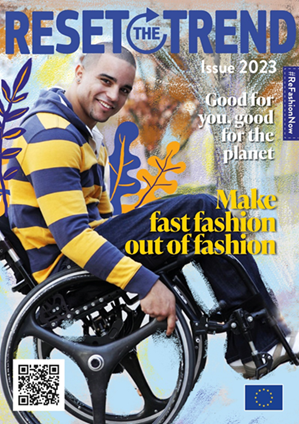 RESET THE TREND
Issue 2023
#ReFashionNow
Good for
you, good
for the
planet
Make
fast fashion
out of fashion